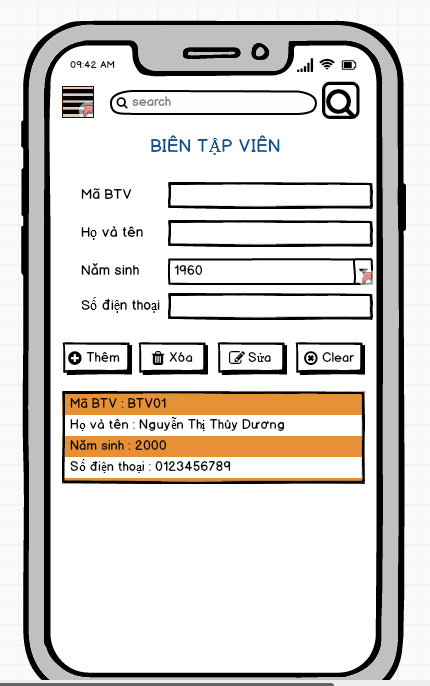 09:42 AM
search
BIÊN TẬP VIÊN
Mã BTV
Họ và tên
Năm sinh 1960
Số điện thoại
Thêm Xóa Sửa Clear
Mã BTV : BTV01
Họ và tên : Nguyễn Thị Thùy Dương
Năm sinh : 2000
Số điện thoại : 0123456789